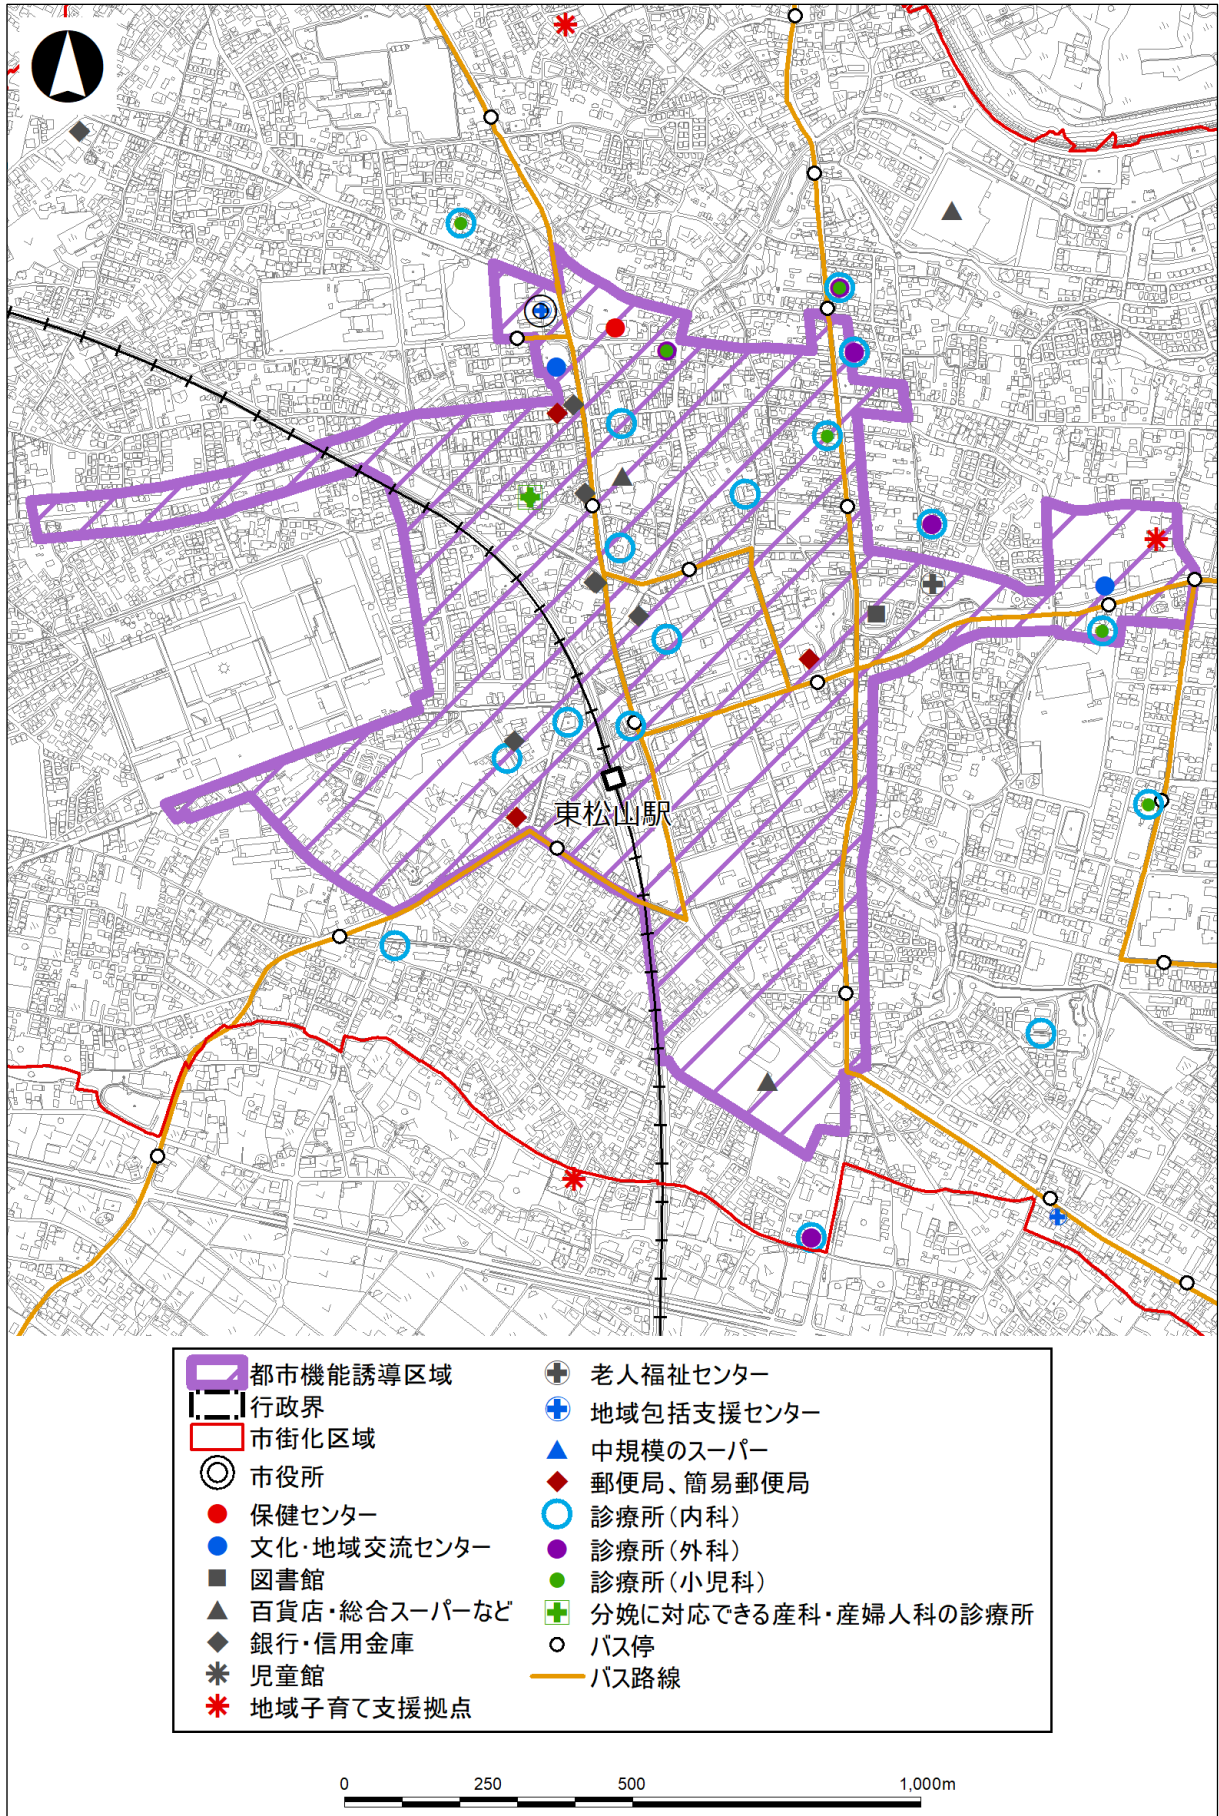 東松山駅
都市機能誘導区域
行政界
市街化区域
市役所
保健センター
文化・地域交流センター
図書館
百貨店・総合スーパーなど
銀行・信用金庫
児童館
地域子育て支援拠点
老人福祉センター
地域包括支援センター
中規模のスーパー
郵便局、簡易郵便局
診療所(内科)
診療所(外科)
診療所(小児科)
分娩に対応できる産科・産婦人科の診療所
バス停
バス路線
0 250 500 1,000m